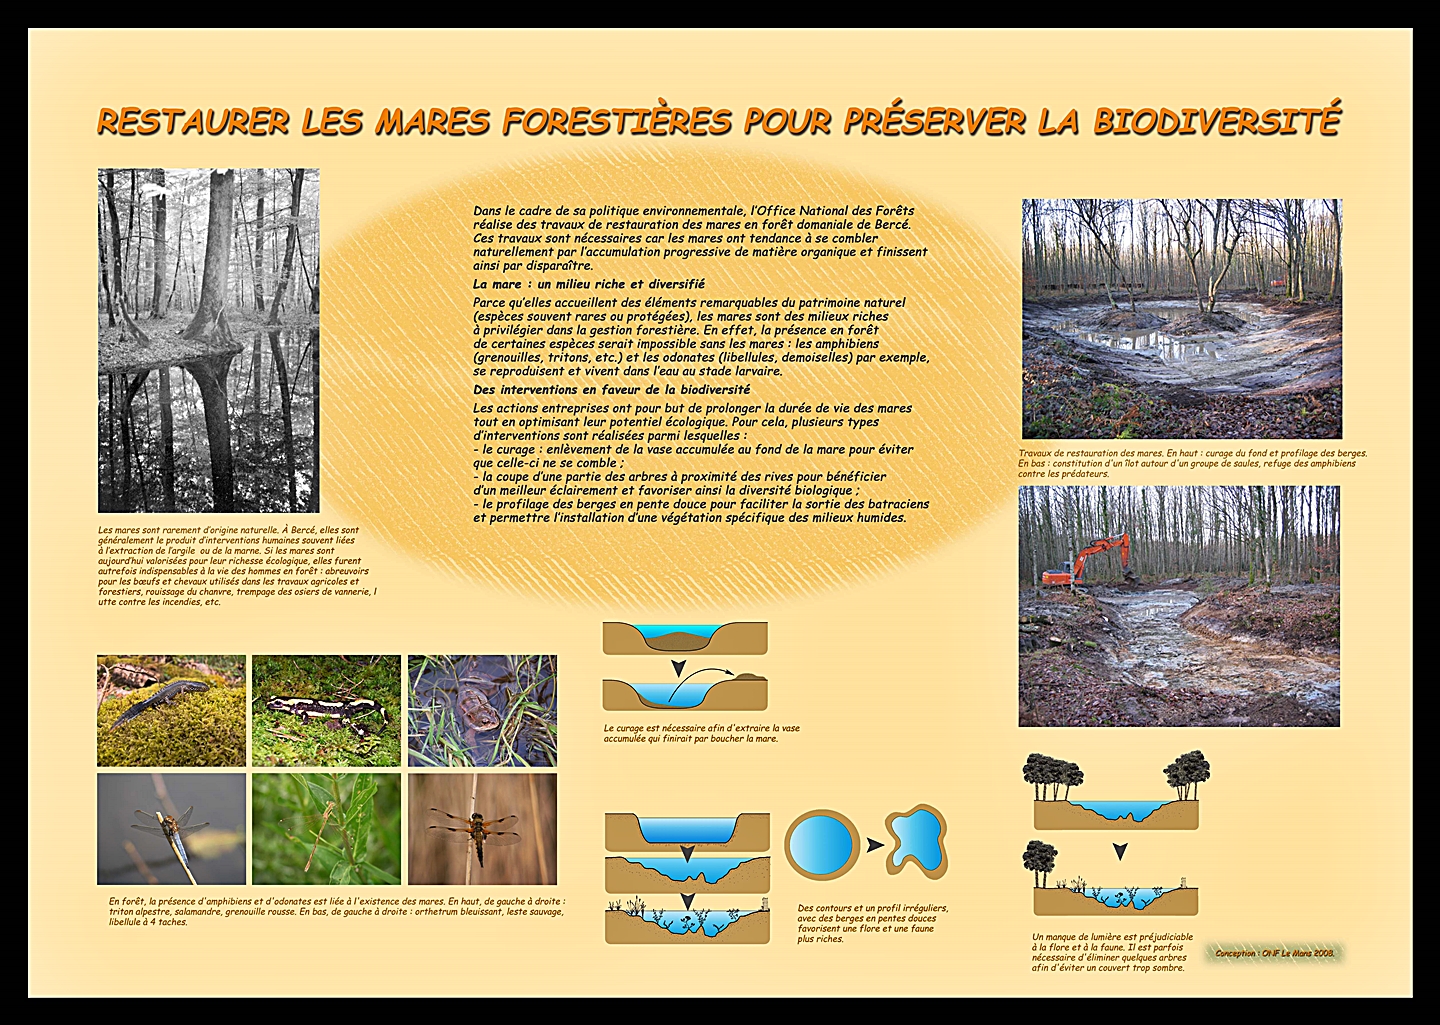 RESTAURER LES MARES FORESTIÈRES POUR PRÉSERVER LA BIODIVERSITÉ
Dans le cadre de sa politique environnementale, l'Office National des Forêts
réalise des travaux de restauration des mares en forêt domaniale de Bercé.
Ces travaux sont nécessaires car les mares ont tendance à se combler
naturellement par l'accumulation progressive de matière organique et finissent
ainsi par disparaître.
La mare : un milieu riche et diversifié
Parce qu'elles accueillent des éléments remarquables du patrimoine naturel
(espèces souvent rares ou protégées), les mares sont des milieux riches
à privilégier dans la gestion forestière. En effet, la présence en forêt
de certaines espèces serait impossible sans les mares : les amphibiens
(grenouilles, tritons, etc.) et les odonates (libellules, demoiselles) par exemple,
se reproduisent et vivent dans l'eau au stade larvaire.
Des interventions en faveur de la biodiversité
Les actions entreprises ont pour but de prolonger la durée de vie des mares
tout en optimisant leur potentiel écologique. Pour cela, plusieurs types
d'interventions sont réalisées parmi lesquelles :
- le curage : enlèvement de la vase accumulée au fond de la mare pour éviter
que celle-ci ne se comble ;
- la coupe d'une partie des arbres à proximité des rives pour bénéficier
d'un meilleur éclairement et favoriser ainsi la diversité biologique ;
- le profilage des berges en pente douce pour faciliter la sortie des batraciens
et permettre l'installation d'une végétation spécifique des milieux humides.
Les mares sont rarement d'origine naturelle. À Bercé, elles sont
généralement le produit d'interventions humaines souvent liées
à l'extraction de l'argile ou de la marne. Si les mares sont
aujourd'hui valorisées pour leur richesse écologique, elles furent
autrefois indispensables à la vie des hommes en forêt : abreuvoirs
pour les bœufs et chevaux utilisés dans les travaux agricoles et
forestiers, rouissage du chanvre, trempage des osiers de vannerie, l
utte contre les incendies, etc.
Travaux de restauration des mares. En haut : curage du fond et profilage des berges.
En bas : constitution d'un îlot autour d'un groupe de saules, refuge des amphibiens
contre les prédateurs.
En forêt, la présence d'amphibiens et d'odonates est liée à l'existence des mares. En haut, de gauche à droite :
triton alpestre, salamandre, grenouille rousse. En bas, de gauche à droite : orthetrum bleuissant, leste sauvage,
libellule à 4 taches.
Le curage est nécessaire afin d'extraire la vase
accumulée qui finirait par boucher la mare.
Des contours et un profil irréguliers,
avec des berges en pentes douces
favorisent une flore et une faune
plus riches.
Un manque de lumière est préjudiciable
à la flore et à la faune. Il est parfois
nécessaire d'éliminer quelques arbres
afin d'éviter un couvert trop sombre.
Conception : ONF Le Mans 2008.